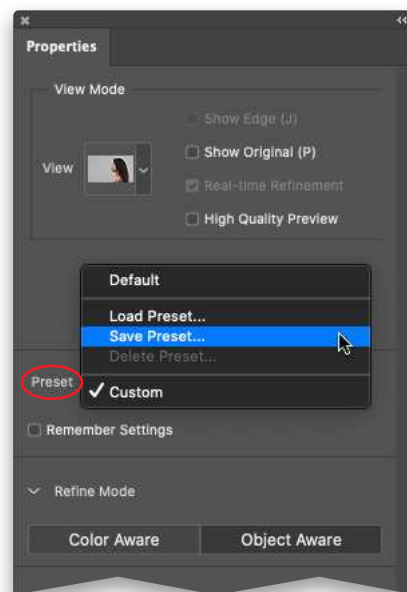 Properties
View Mode
Show Edge (J)
View
Show Original (P)
Real-time Refinement
High Quality Preview
Default
Load Preset...
Save Preset...
Delete Preset...
Preset
Custom
Remember Settings
Refine Mode
Color Aware
Object Aware